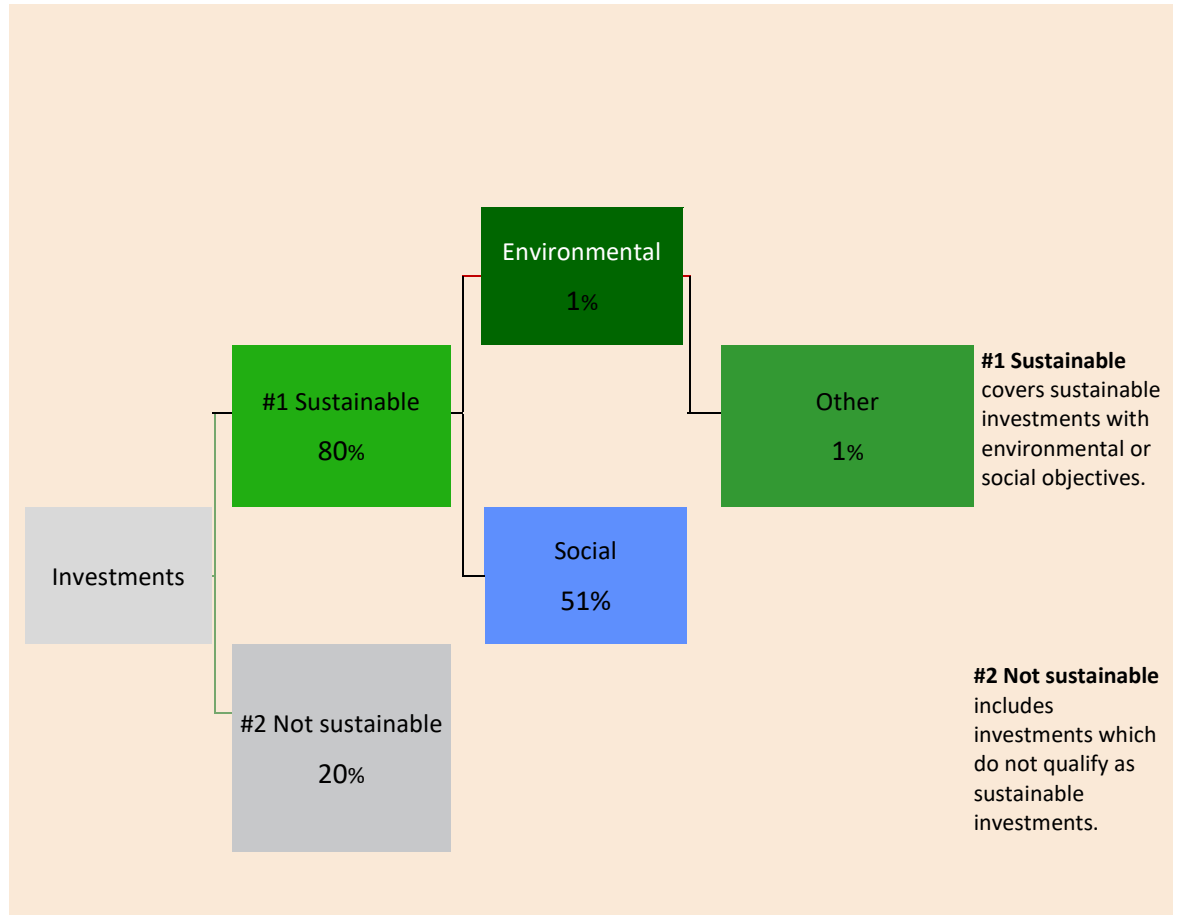 Environmental
1%
#1 Sustainable
80%
Other
1%
#1 Sustainable
covers sustainable
investments with
environmental or
social objectives.
Investments
Social
51%
#2 Not sustainable
20%
#2 Not sustainable
includes
investments which
do not qualify as
sustainable
investments.